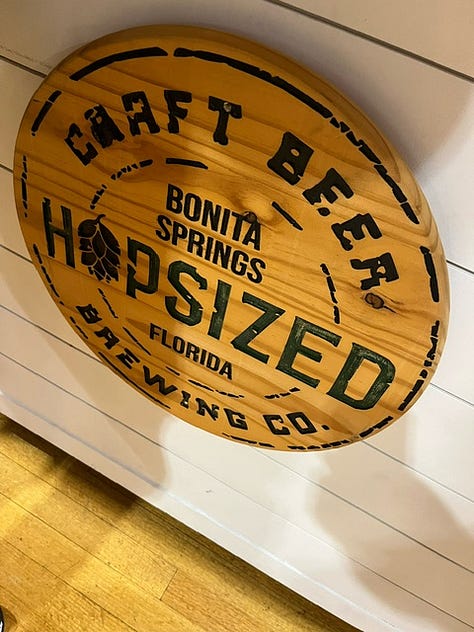 CRAFT BEER
BONITA
SPRINGS
HOPSIZED
FLORIDA
BREWING CO.